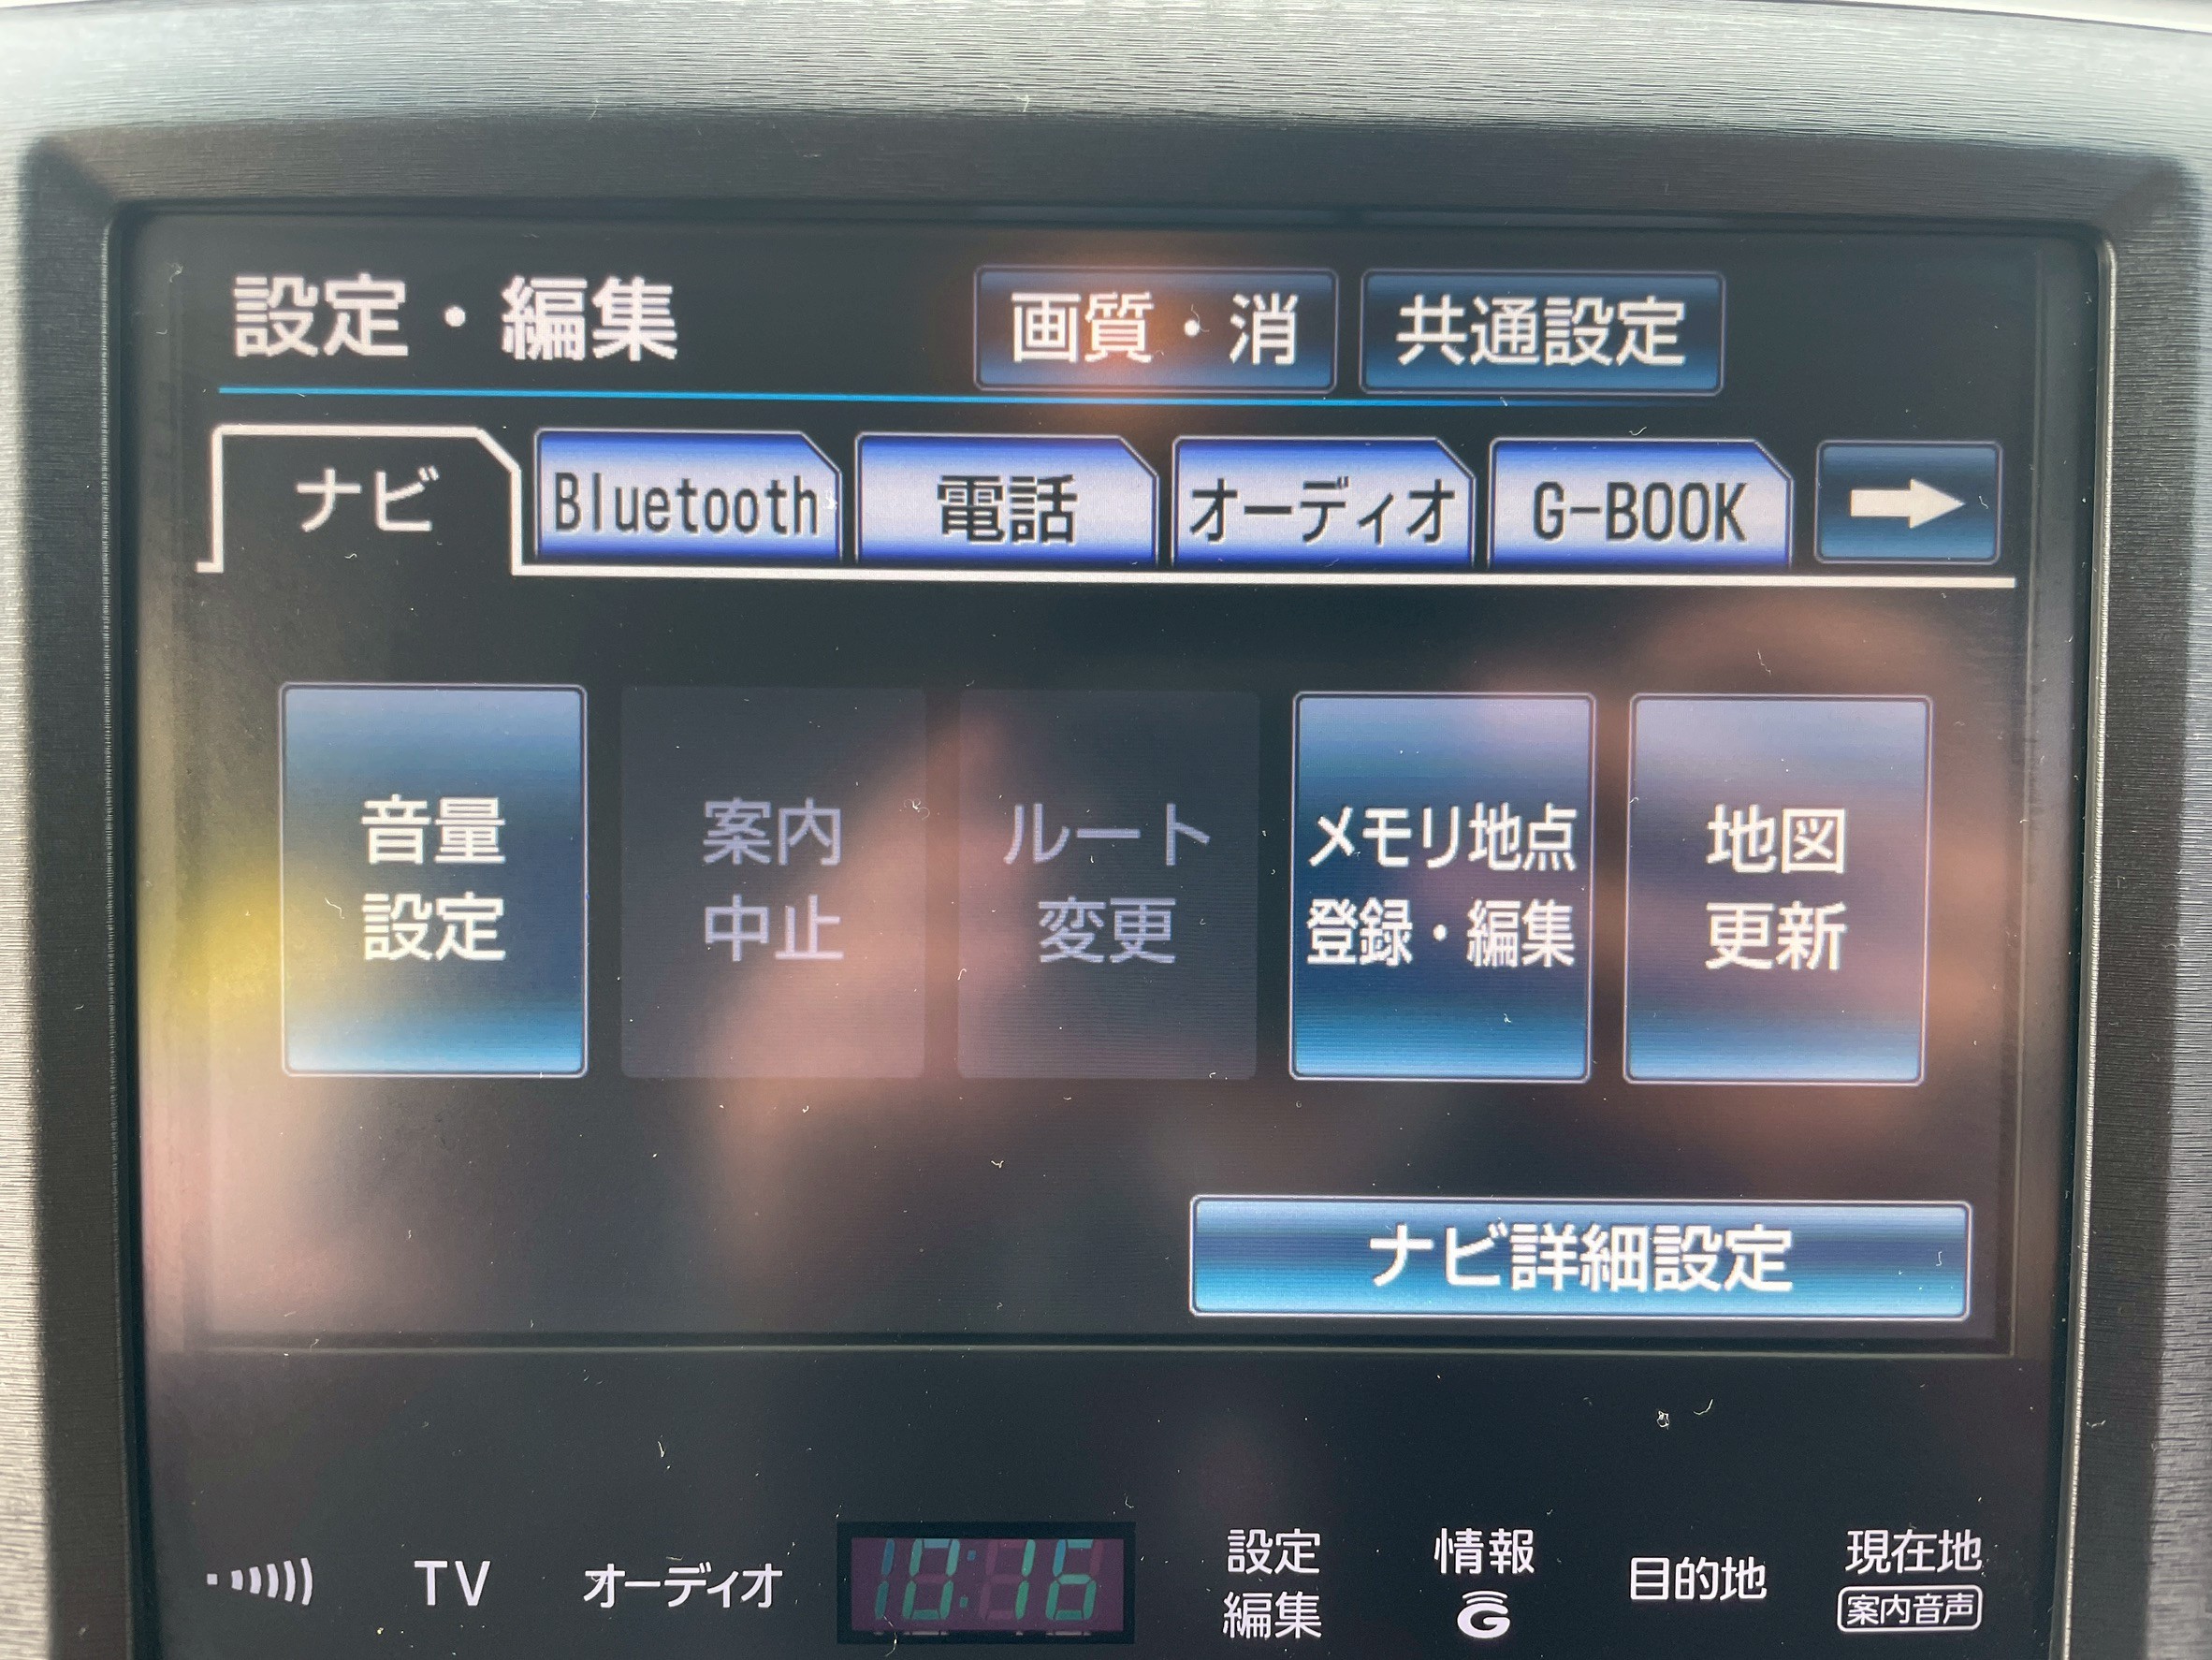 設定・編集
画質・消
共通設定
ナビ
Bluetooth
電話
オーディオ
G-BOOK
音量
設定
案内
中止
ルート
変更
メモリ地点
登録・編集
地図
更新
ナビ詳細設定
TV
オーディオ
10:16
設定
編集
情報
G
目的地
現在地
案内音声